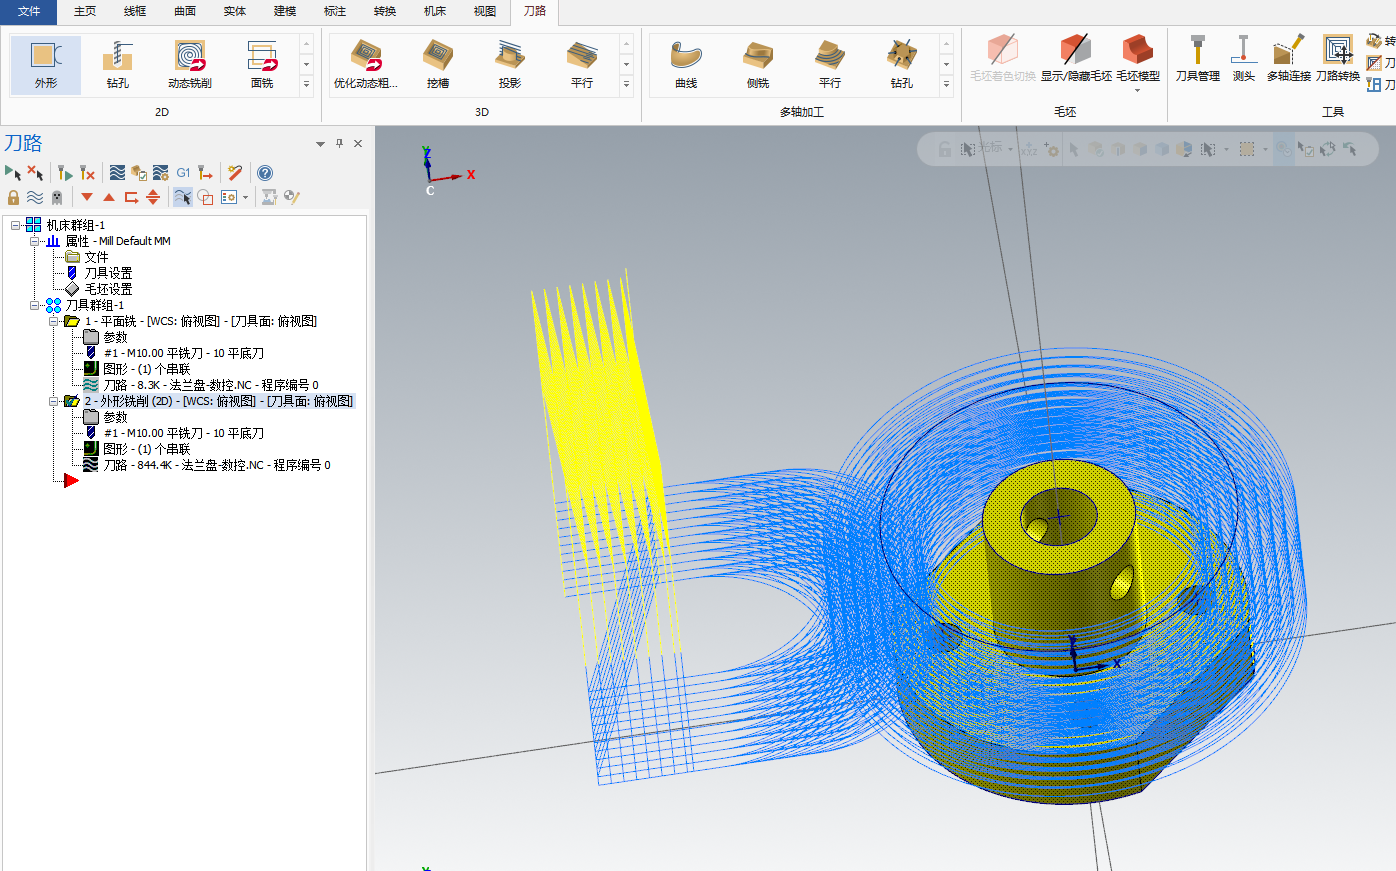 文件 主页 线框 曲面 实体 建模 标注 转换 机床 视图 刀路
外形 钻孔 动态铣削 面铣 优化动态粗... 挖槽 投影 平行 曲线 侧铣 平行 钻孔 毛坯着色切换 显示/隐藏毛坯 毛坯模型 刀具管理 测头 多轴连接 刀路转换 转
刀
刀
2D 3D 多轴加工 毛坯 工具
刀路
G1
光标
XYZ
机床群组-1
属性 - Mill Default MM
文件
刀具设置
毛坯设置
刀具群组-1
1 - 平面铣 - [WCS: 俯视图] - [刀具面: 俯视图]
参数
#1 - M10.00 平铣刀 - 10 平底刀
图形 - (1) 个串联
刀路 - 8.3K - 法兰盘-数控.NC - 程序编号 0
2 - 外形铣削 (2D) - [WCS: 俯视图] - [刀具面: 俯视图]
参数
#1 - M10.00 平铣刀 - 10 平底刀
图形 - (1) 个串联
刀路 - 844.4K - 法兰盘-数控.NC - 程序编号 0
Z
X
C
X